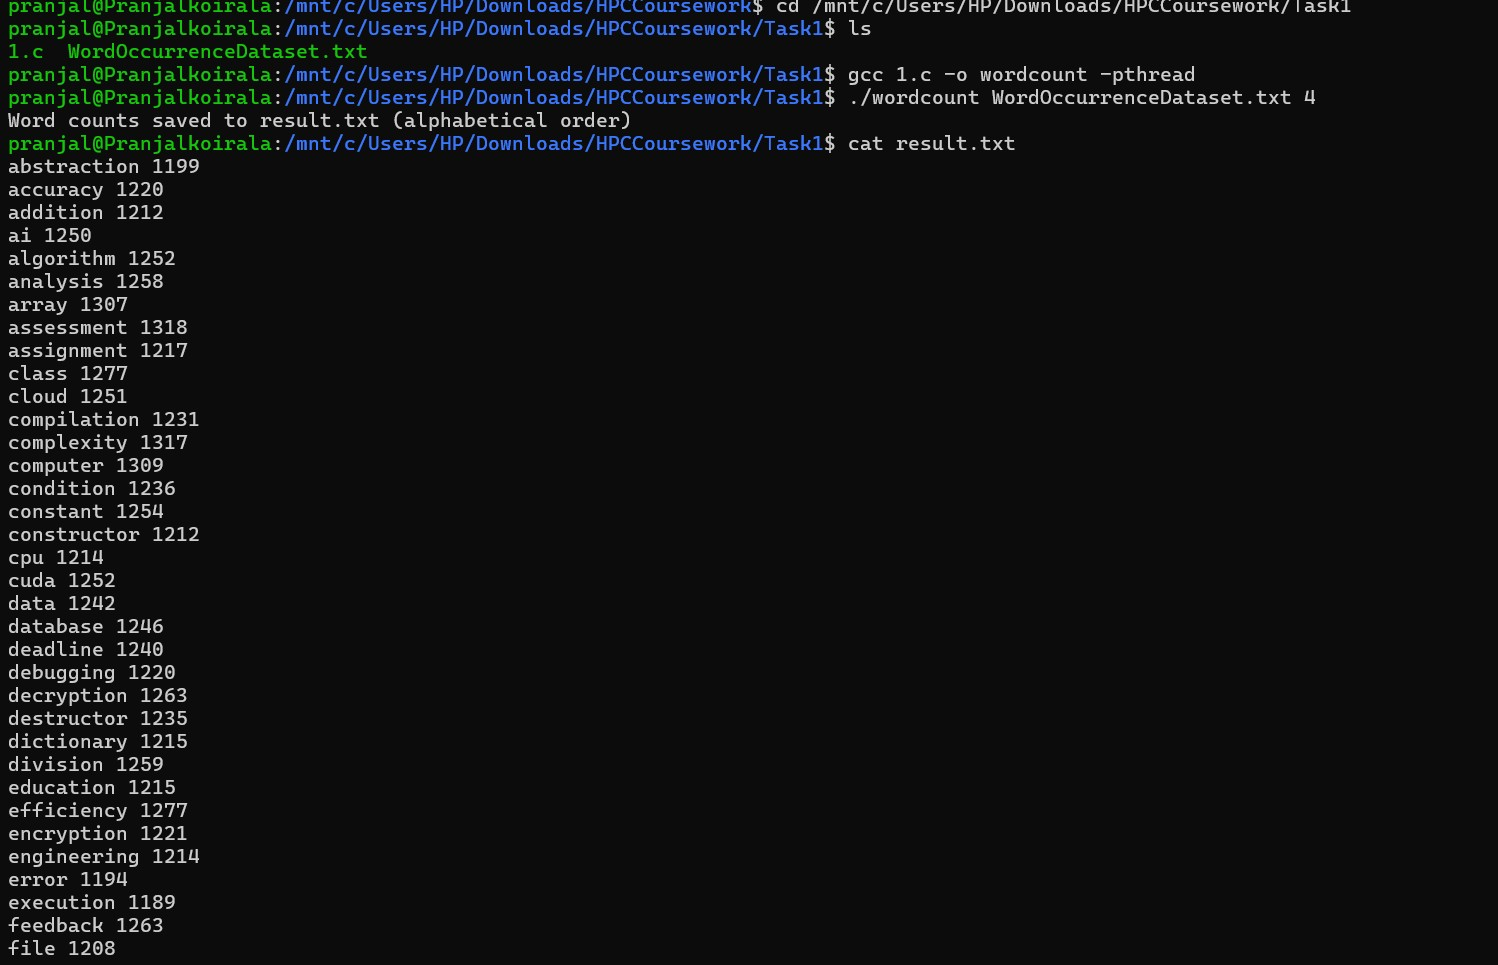 pranjal@Pranjalkoirala:/mnt/c/Users/HP/Downloads/HPCCoursework$ cd /mnt/c/Users/HP/Downloads/HPCCoursework/Task1
pranjal@Pranjalkoirala:/mnt/c/Users/HP/Downloads/HPCCoursework/Task1$ ls
1.c  WordOccurrenceDataset.txt
pranjal@Pranjalkoirala:/mnt/c/Users/HP/Downloads/HPCCoursework/Task1$ gcc 1.c -o wordcount -pthread
pranjal@Pranjalkoirala:/mnt/c/Users/HP/Downloads/HPCCoursework/Task1$ ./wordcount WordOccurrenceDataset.txt 4
Word counts saved to result.txt (alphabetical order)
pranjal@Pranjalkoirala:/mnt/c/Users/HP/Downloads/HPCCoursework/Task1$ cat result.txt
abstraction 1199
accuracy 1220
addition 1212
ai 1250
algorithm 1252
analysis 1258
array 1307
assessment 1318
assignment 1217
class 1277
cloud 1251
compilation 1231
complexity 1317
computer 1309
condition 1236
constant 1254
constructor 1212
cpu 1214
cuda 1252
data 1242
database 1246
deadline 1240
debugging 1220
decryption 1263
destructor 1235
dictionary 1215
division 1259
education 1215
efficiency 1277
encryption 1221
engineering 1214
error 1194
execution 1189
feedback 1263
file 1208